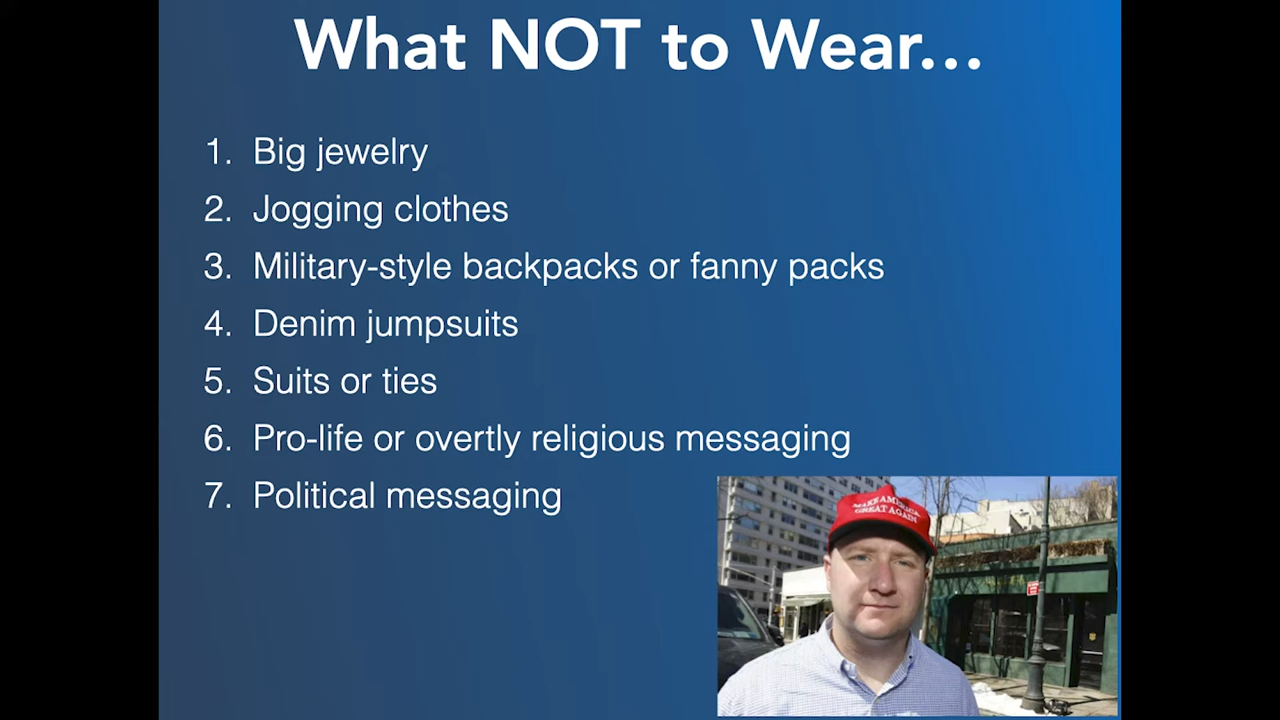 What NOT to Wear...
1. Big jewelry
2. Jogging clothes
3. Military-style backpacks or fanny packs
4. Denim jumpsuits
5. Suits or ties
6. Pro-life or overtly religious messaging
7. Political messaging
MAKE AMERICA
GREAT AGAIN